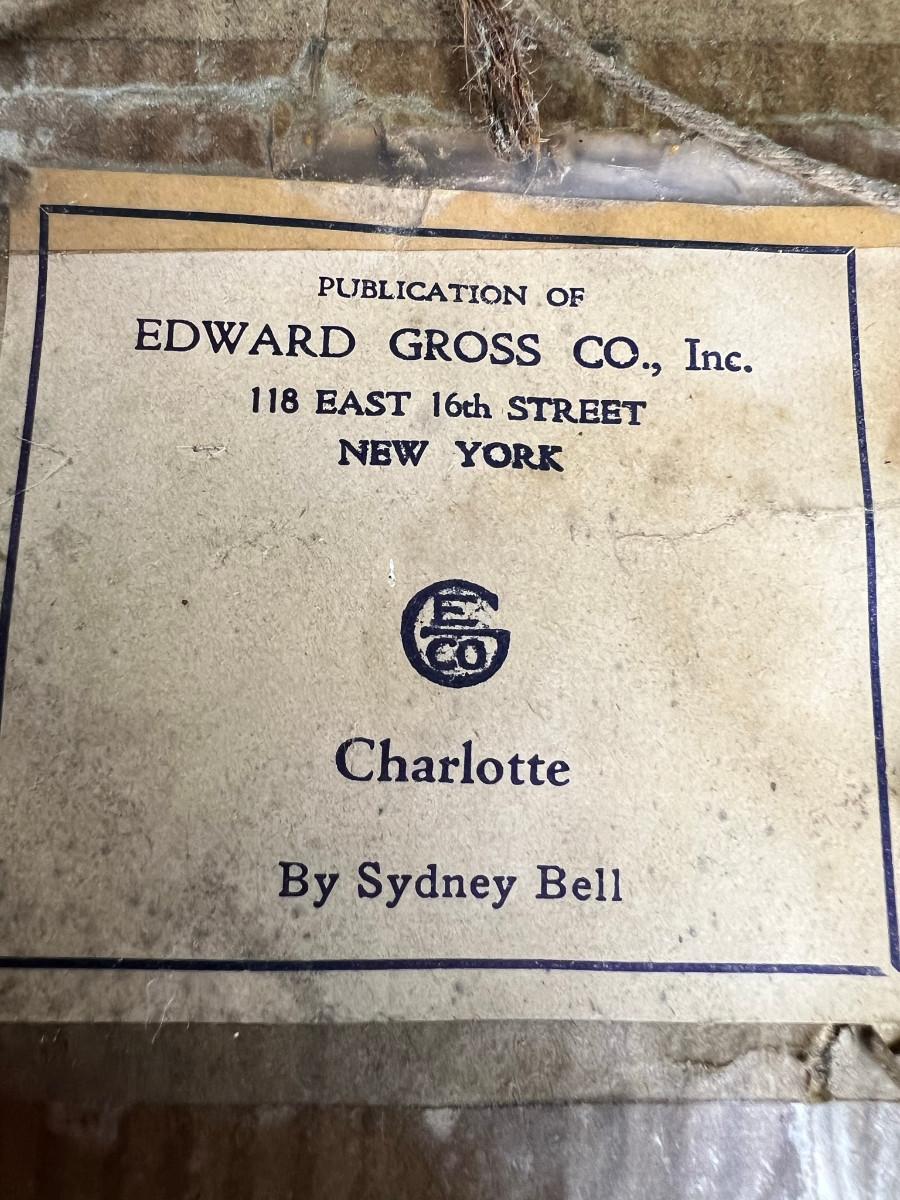 PUBLICATION OF
EDWARD GROSS CO., Inc.
118 EAST 16th STREET
NEW YORK
E
G
CO
Charlotte
By Sydney Bell